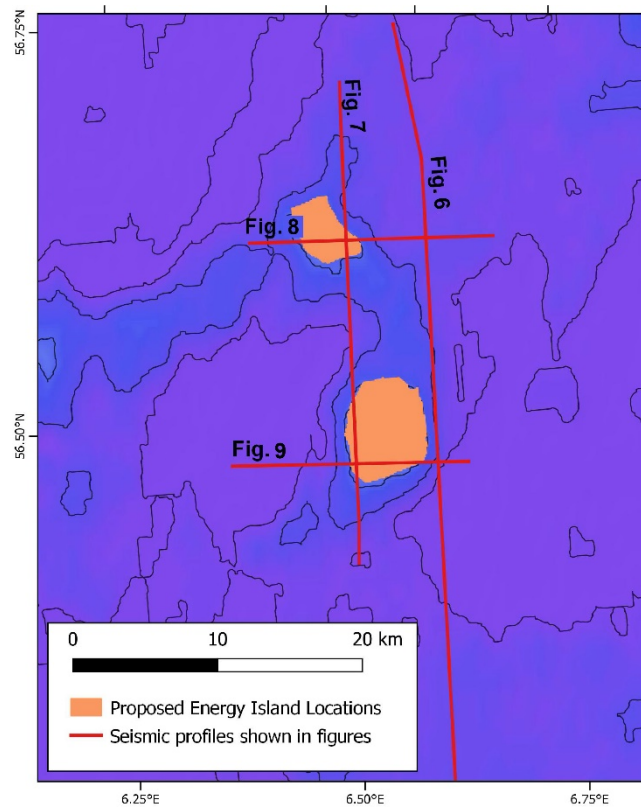 56.75°N
Fig. 7
Fig. 6
Fig. 8
56.50°N
Fig. 9
0 10 20 km
Proposed Energy Island Locations
Seismic profiles shown in figures
6.25°E 6.50°E 6.75°E